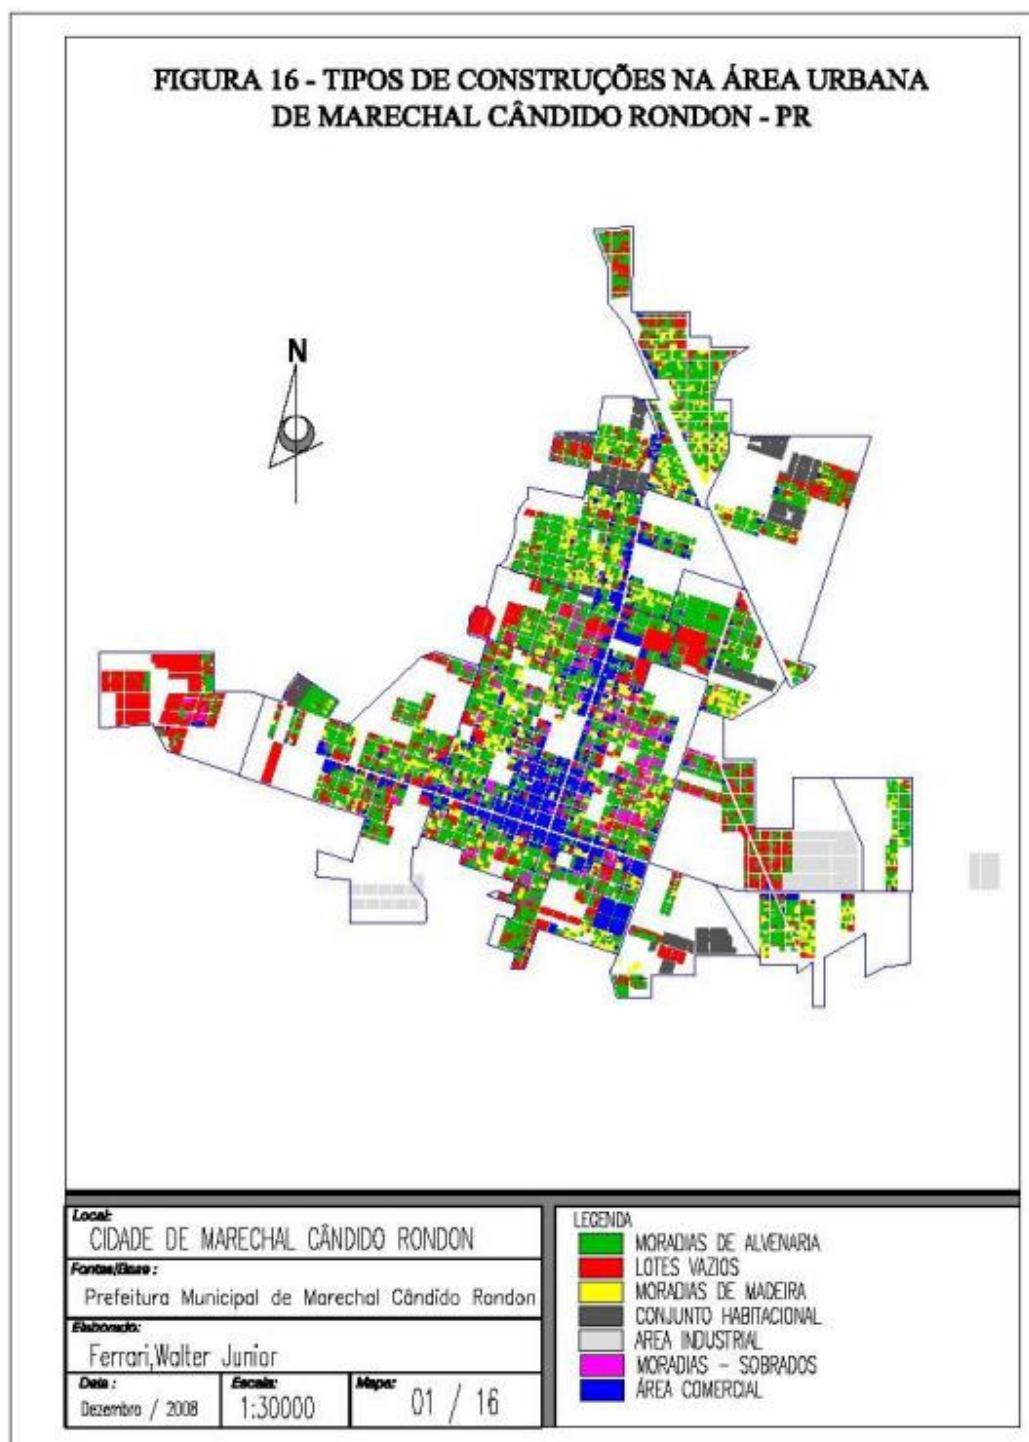 FIGURA 16 - TIPOS DE CONSTRUÇÕES NA ÁREA URBANA
DE MARECHAL CÂNDIDO RONDON - PR
N
Local:
CIDADE DE MARECHAL CÂNDIDO RONDON
Fontes/Base :
Prefeitura Municipal de Marechal Cândido Rondon
Elaborado:
Ferrari,Walter Junior
Data :
Dezembro / 2008
Escala:
1:30000
Mapa:
01 / 16
LEGENDA
MORADIAS DE ALVENARIA
LOTES VAZIOS
MORADIAS DE MADEIRA
CONJUNTO HABITACIONAL
AREA INDUSTRIAL
MORADIAS - SOBRADOS
ÁREA COMERCIAL